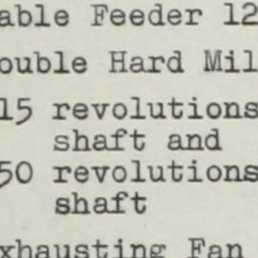 able Feeder 12
ouble Hard Mil
15 revolutions
shaft and
50 revolutions
shaft
xhausting Fan